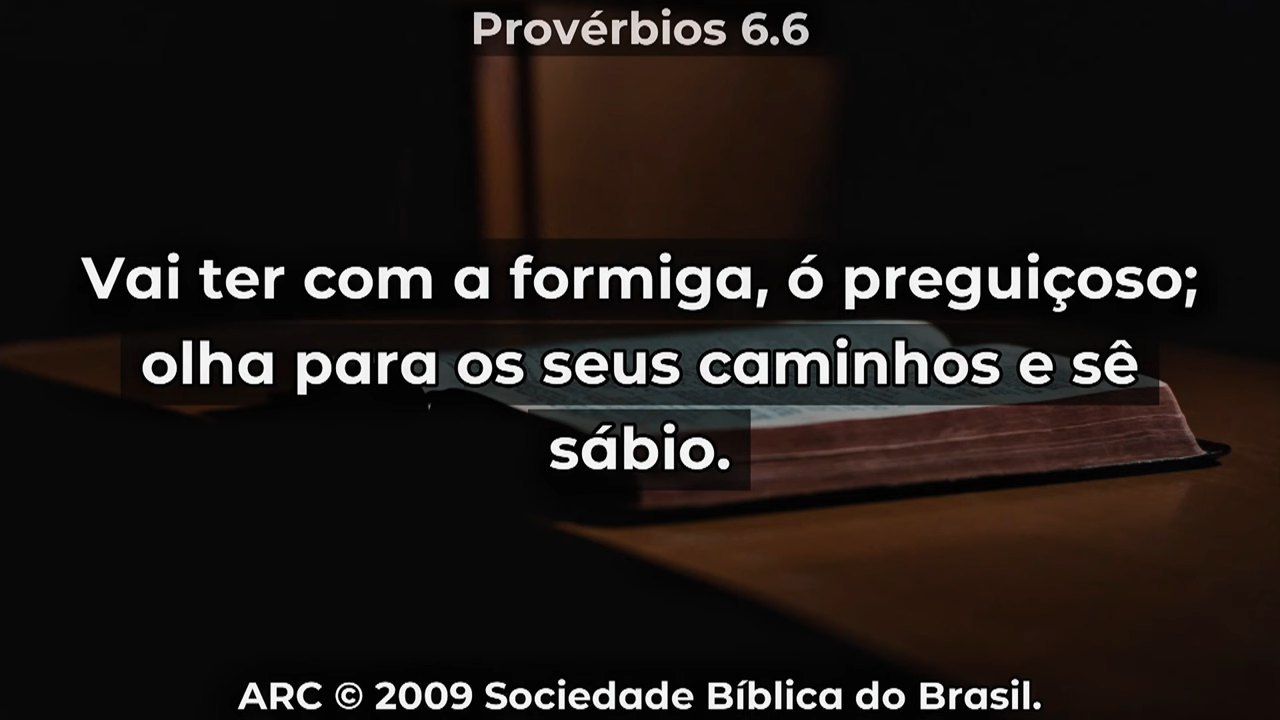 Provérbios 6.6
Vai ter com a formiga, ó preguiçoso;
olha para os seus caminhos e sê
sábio.
ARC © 2009 Sociedade Bíblica do Brasil.